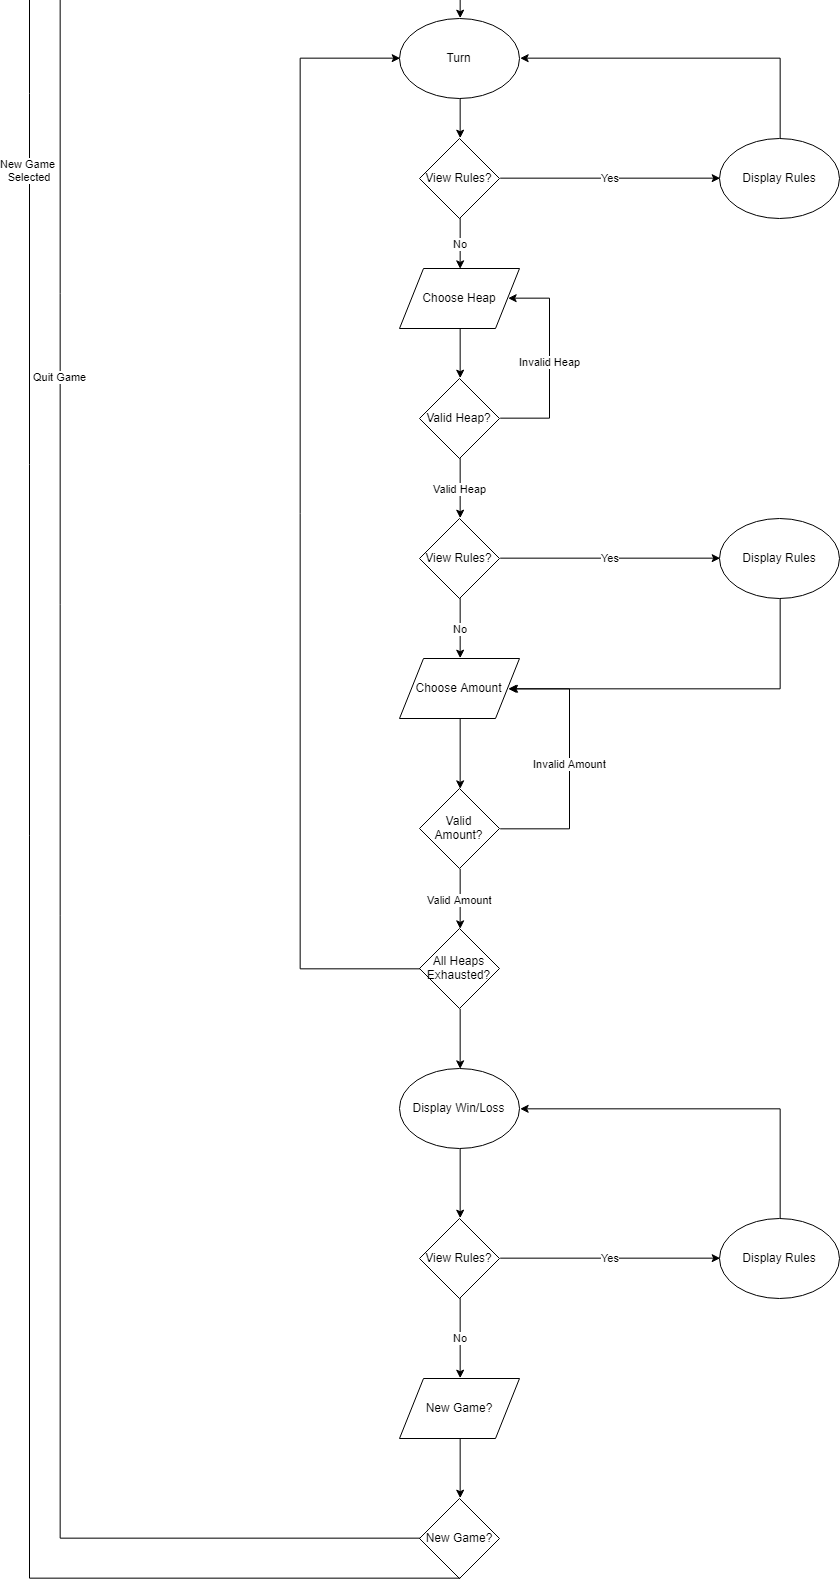 Turn
New Game
Selected
View Rules?
Yes
Display Rules
No
Choose Heap
Invalid Heap
Quit Game
Valid Heap?
Valid Heap
View Rules?
Yes
Display Rules
No
Choose Amount
Invalid Amount
Valid
Amount?
Valid Amount
All Heaps
Exhausted?
Display Win/Loss
View Rules?
Yes
Display Rules
No
New Game?
New Game?